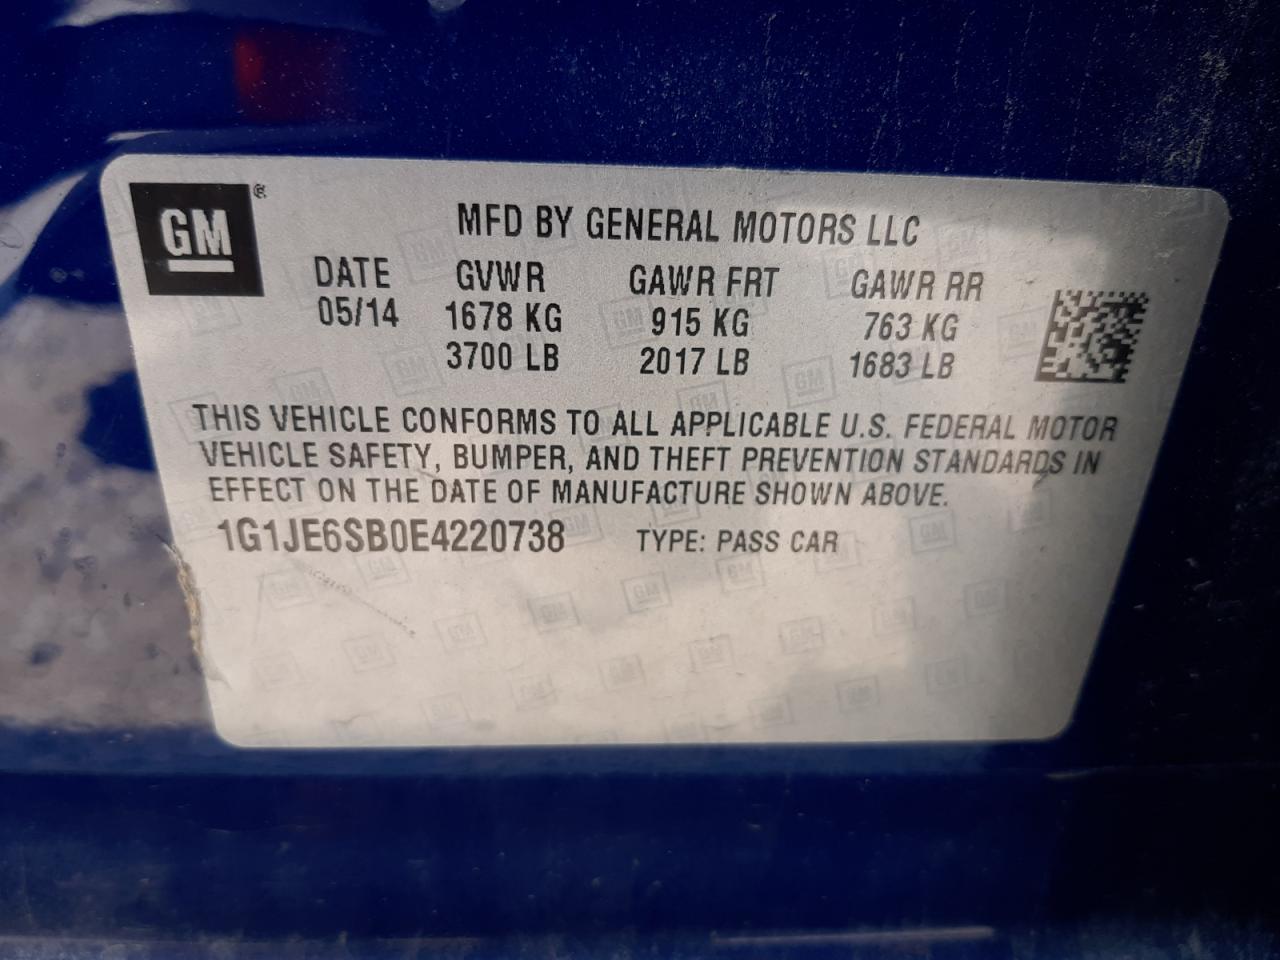 GM ®
MFD BY GENERAL MOTORS LLC
DATE GVWR GAWR FRT GAWR RR
05/14 1678 KG 915 KG 763 KG
3700 LB 2017 LB 1683 LB
THIS VEHICLE CONFORMS TO ALL APPLICABLE U.S. FEDERAL MOTOR
VEHICLE SAFETY, BUMPER, AND THEFT PREVENTION STANDARDS IN
EFFECT ON THE DATE OF MANUFACTURE SHOWN ABOVE.
1G1JE6SB0E4220738 TYPE: PASS CAR